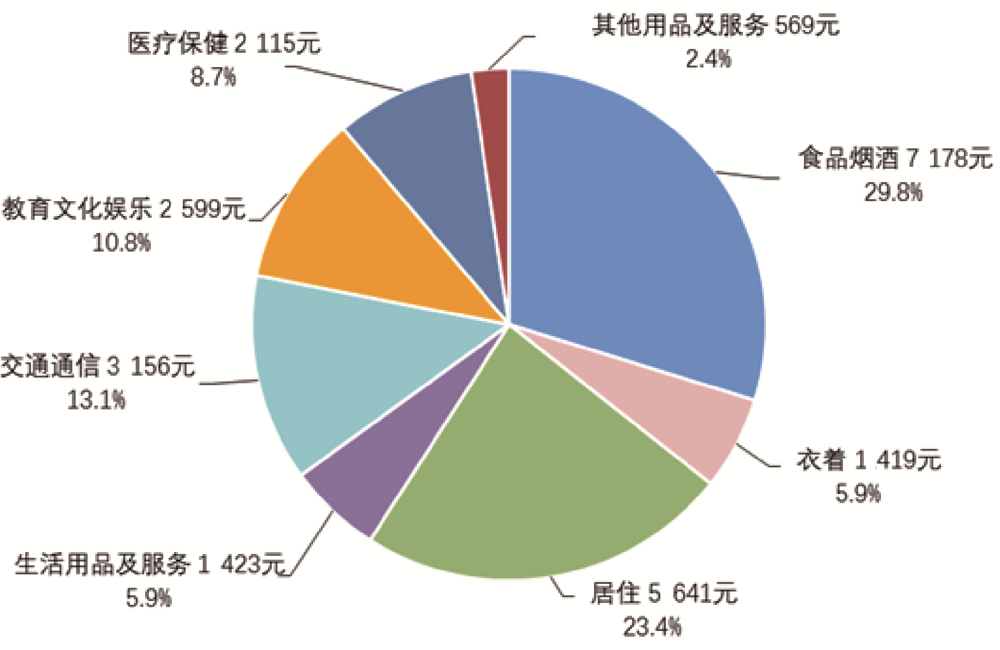 其他用品及服务 569元
2.4%
医疗保健 2 115元
8.7%
食品烟酒 7 178元
29.8%
教育文化娱乐 2 599元
10.8%
交通通信 3 156元
13.1%
衣着 1 419元
5.9%
生活用品及服务 1 423元
5.9%
居住 5 641元
23.4%